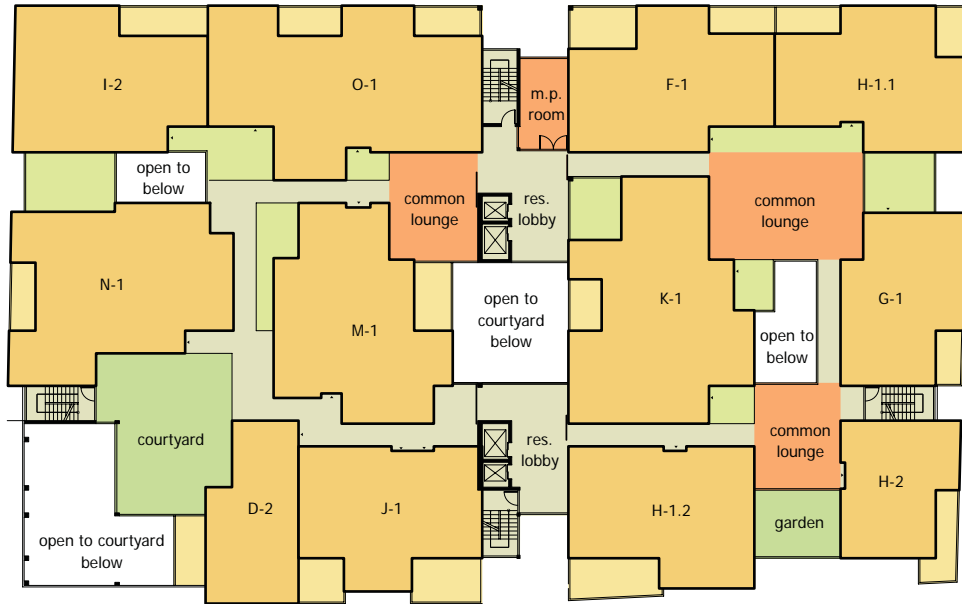 I-2
O-1
m.p.
room
F-1
H-1.1
open to
below
common
lounge
res.
lobby
common
lounge
N-1
M-1
open to
courtyard
below
K-1
G-1
open to
below
courtyard
res.
lobby
common
lounge
D-2
J-1
H-1.2
H-2
garden
open to courtyard
below